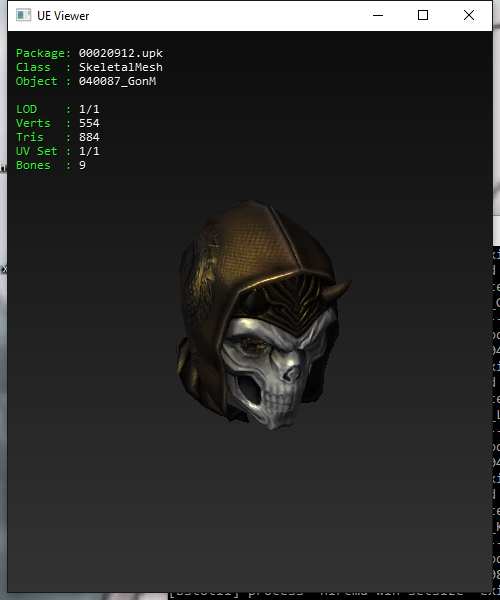 UE Viewer
Package: 00020912.upk
Class : SkeletalMesh
Object : 040087_GonM
LOD : 1/1
Verts : 554
Tris : 884
UV Set : 1/1
Bones : 9